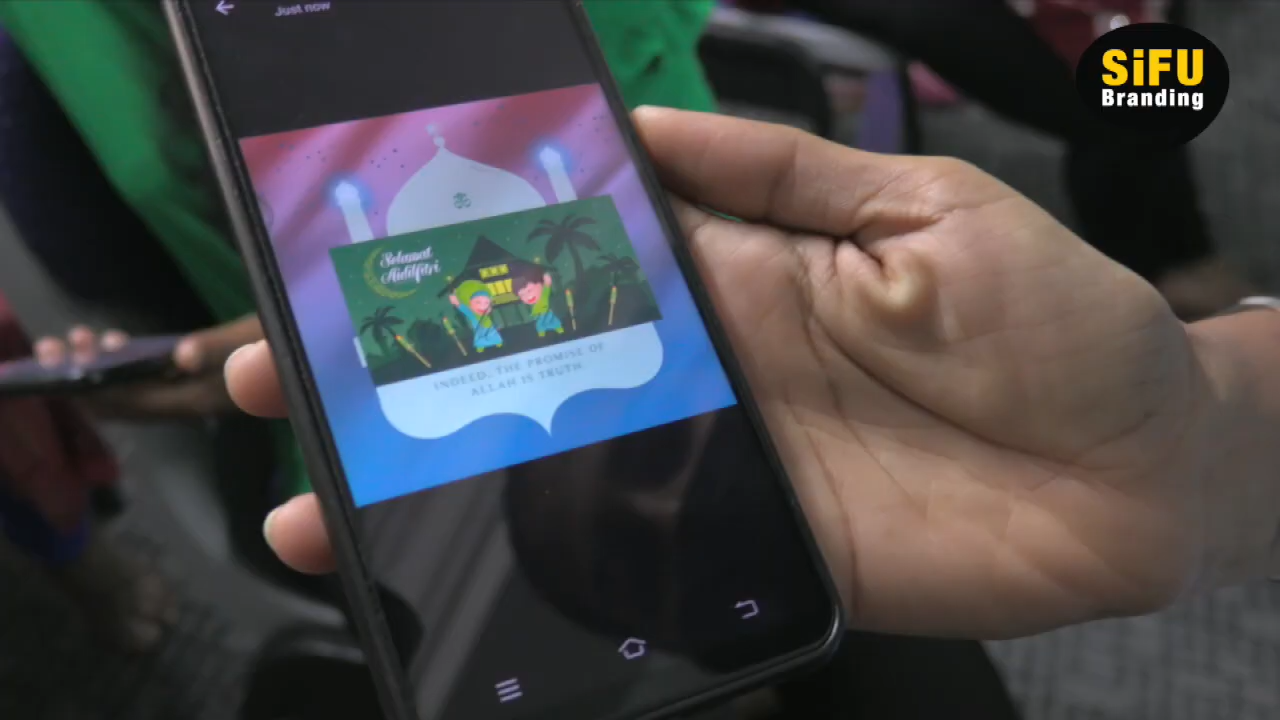 Just now
SiFU
Branding
Selamat
Aidilfitri
INDEED, THE PROMISE OF
ALLAH IS TRUTH